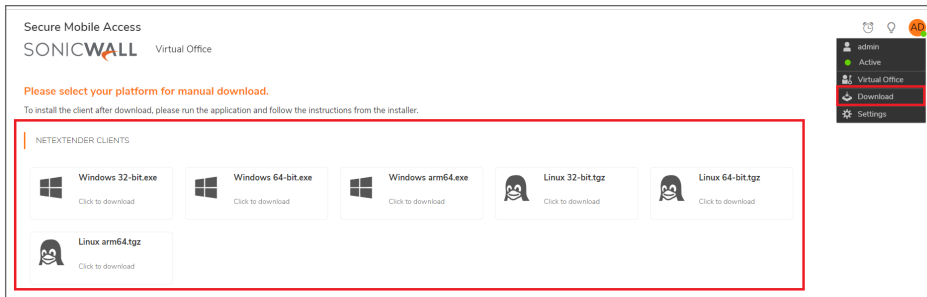 Secure Mobile Access
SONICWALL Virtual Office
AD
admin
Active
Virtual Office
Download
Settings
Please select your platform for manual download.
To install the client after download, please run the application and follow the instructions from the installer.
NETEXTENDER CLIENTS
Windows 32-bit.exe
Click to download
Windows 64-bit.exe
Click to download
Windows arm64.exe
Click to download
Linux 32-bit.tgz
Click to download
Linux 64-bit.tgz
Click to download
Linux arm64.tgz
Click to download